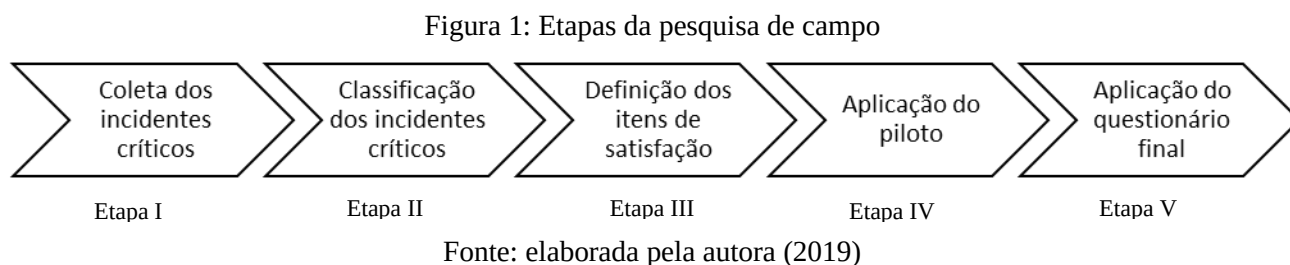 Figura 1: Etapas da pesquisa de campo
Coleta dos
incidentes
críticos
Classificação
dos incidentes
críticos
Definição dos
itens de
satisfação
Aplicação do
piloto
Aplicação do
questionário
final
Etapa I
Etapa II
Etapa III
Etapa IV
Etapa V
Fonte: elaborada pela autora (2019)